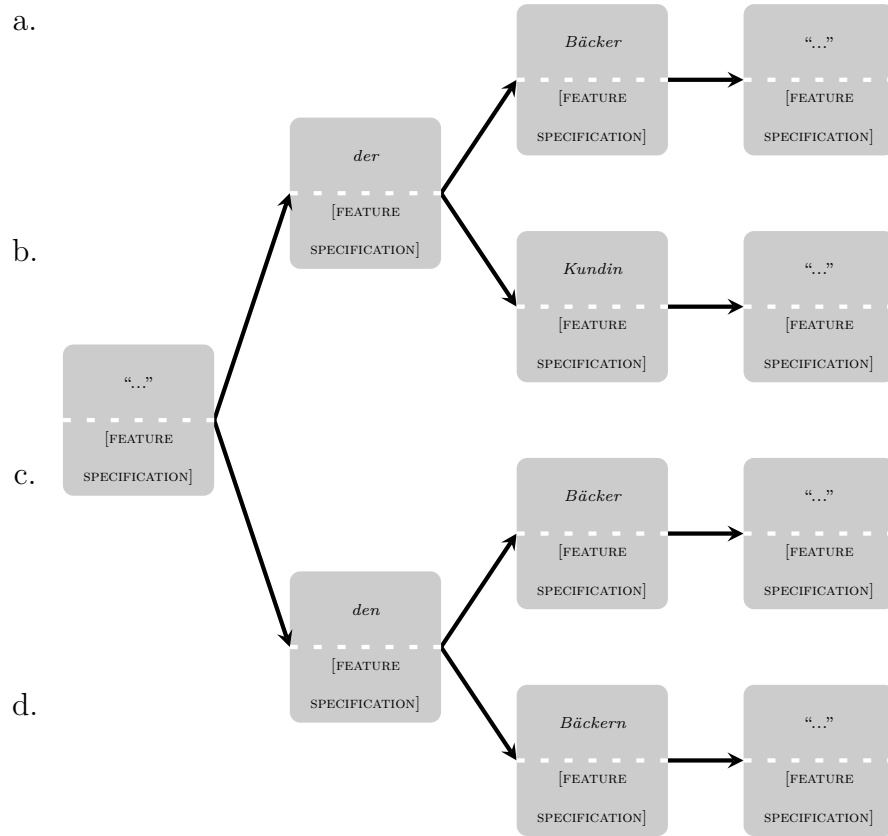 a.
Bäcker
“...”
[FEATURE
SPECIFICATION]
[FEATURE
SPECIFICATION]
der
[FEATURE
SPECIFICATION]
b.
Kundin
“...”
[FEATURE
SPECIFICATION]
[FEATURE
SPECIFICATION]
“...”
[FEATURE
SPECIFICATION]
c.
Bäcker
“...”
[FEATURE
SPECIFICATION]
[FEATURE
SPECIFICATION]
den
[FEATURE
SPECIFICATION]
d.
Bäckern
“...”
[FEATURE
SPECIFICATION]
[FEATURE
SPECIFICATION]